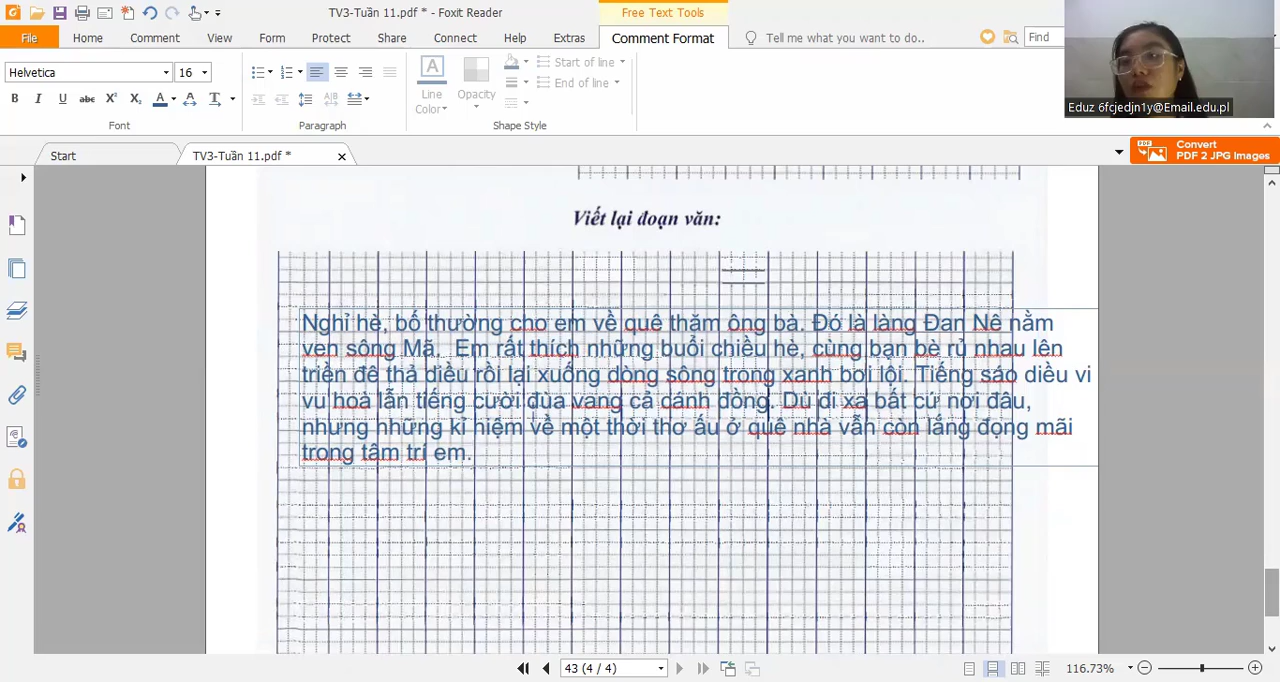 TV3-Tuần 11.pdf * - Foxit Reader
Free Text Tools
File Home Comment View Form Protect Share Connect Help Extras Comment Format Tell me what you want to do.. Find
Helvetica 16
Start of line
End of line
B I U abc X² X₂ A
Line Color
Opacity
Font Paragraph Shape Style
Eduz 6fcjedjn1y@Email.edu.pl
Start TV3-Tuần 11.pdf *
Convert
PDF 2 JPG Images
Viết lại đoạn văn:
Nghỉ hè, bố thường cho em về quê thăm ông bà. Đó là làng Đan Nê nằm
ven sông Mã. Em rất thích những buổi chiều hè, cùng bạn bè rủ nhau lên
triền đê thả diều rồi lại xuống dòng sông trong xanh bơi lội. Tiếng sáo diều vi
vu hoà lẫn tiếng cười đùa vang cả cánh đồng. Dù đi xa bất cứ nơi đâu,
nhưng những kỉ niệm về một thời thơ ấu ở quê nhà vẫn còn lắng đọng mãi
trong tâm trí em.
43 (4 / 4)
116.73%